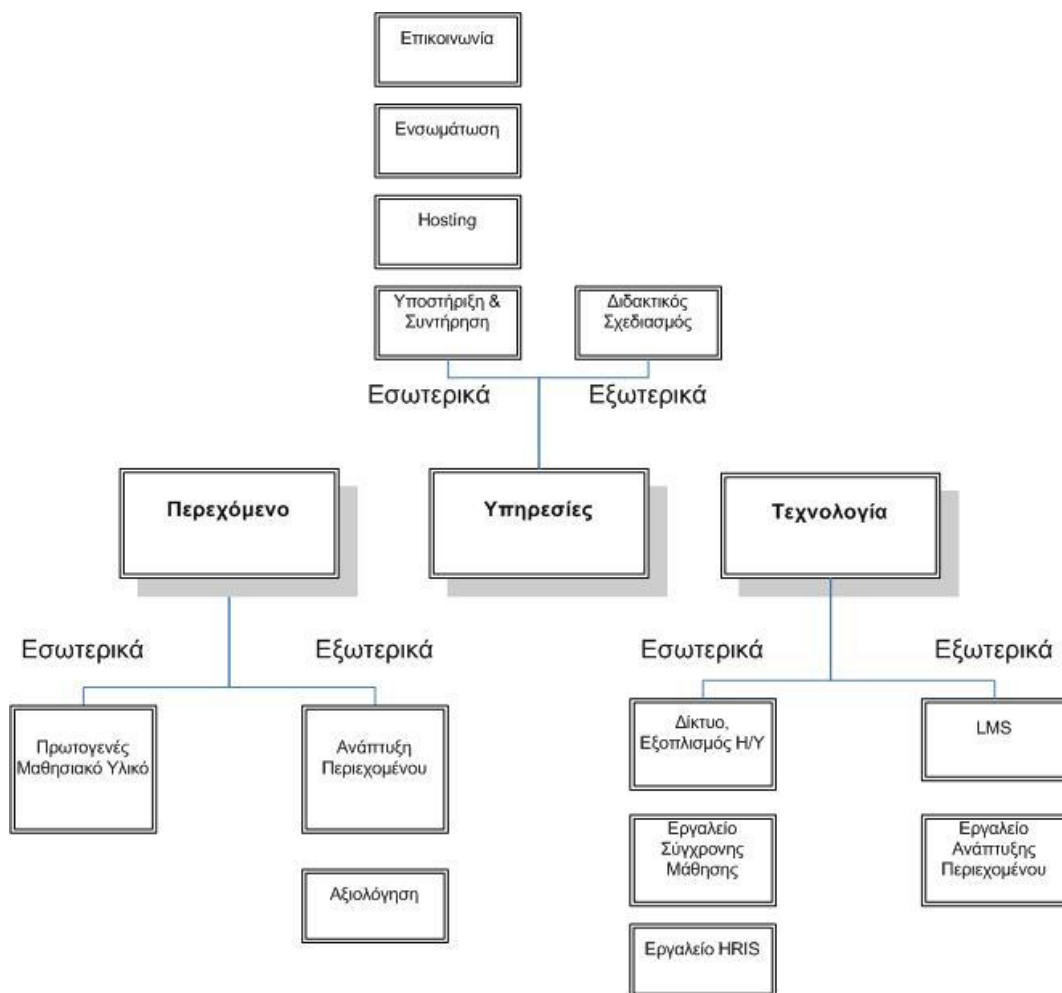 Επικοινωνία
Ενσωμάτωση
Hosting
Υποστήριξη &
Συντήρηση
Διδακτικός
Σχεδιασμός
Εσωτερικά
Εξωτερικά
Περεχόμενο
Υπηρεσίες
Τεχνολογία
Εσωτερικά
Εξωτερικά
Εσωτερικά
Εξωτερικά
Πρωτογενές
Μαθησιακό Υλικό
Ανάπτυξη
Περιεχομένου
Δίκτυο,
Εξοπλισμός Η/Υ
LMS
Εργαλείο
Σύγχρονης
Μάθησης
Εργαλείο
Ανάπτυξης
Περιεχομένου
Αξιολόγηση
Εργαλείο HRIS